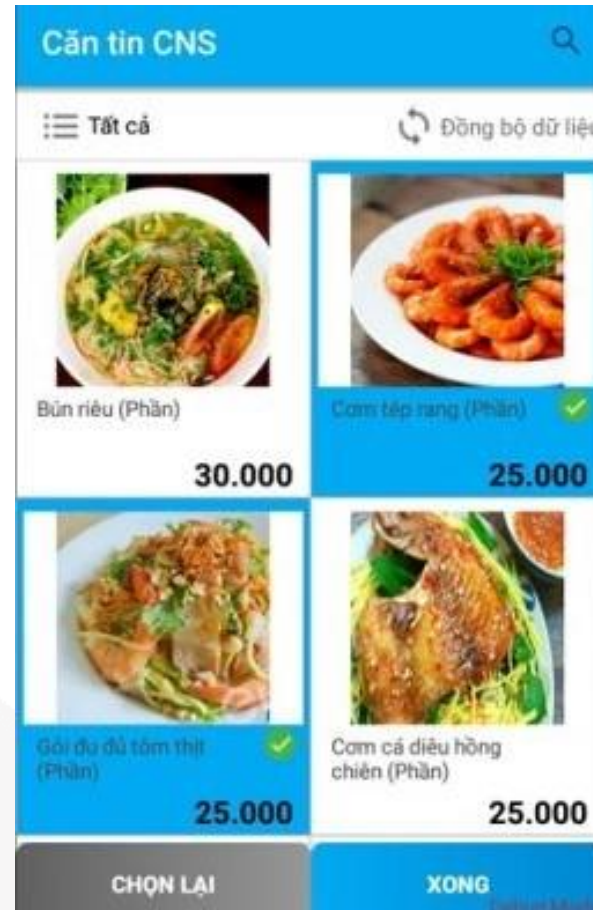 Căn tin CNS
Tất cả
Đồng bộ dữ liệu
Bún riêu (Phần)
30.000
Cơm tép rang (Phần)
25.000
Gỏi đu đủ tôm thịt
(Phần)
25.000
Cơm cá diêu hồng
chiên (Phần)
25.000
CHỌN LẠI
XONG